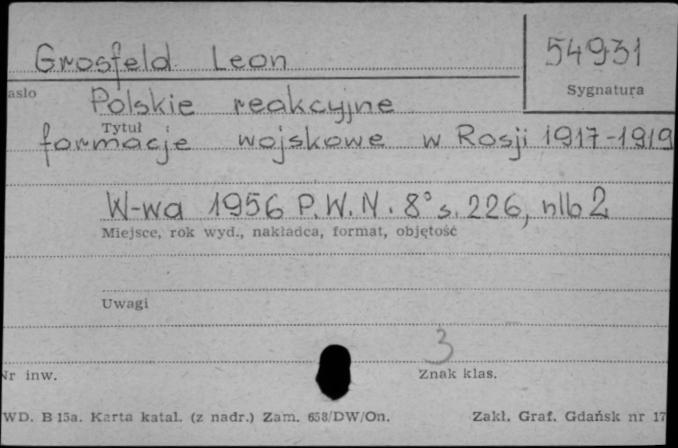 Grosfeld Leon
54931
Sygnatura
asło
Polskie reakcyjne
Tytuł
formacje wojskowe w Rosji 1917-1919
W-wa 1956 P.W.N. 8° s. 226, nlb 2
Miejsce, rok wyd., nakładca, format, objętość
Uwagi
3
Nr inw.
Znak klas.
WD. B 15a. Karta katal. (z nadr.) Zam. 658/DW/On.
Zakł. Graf. Gdańsk nr 17